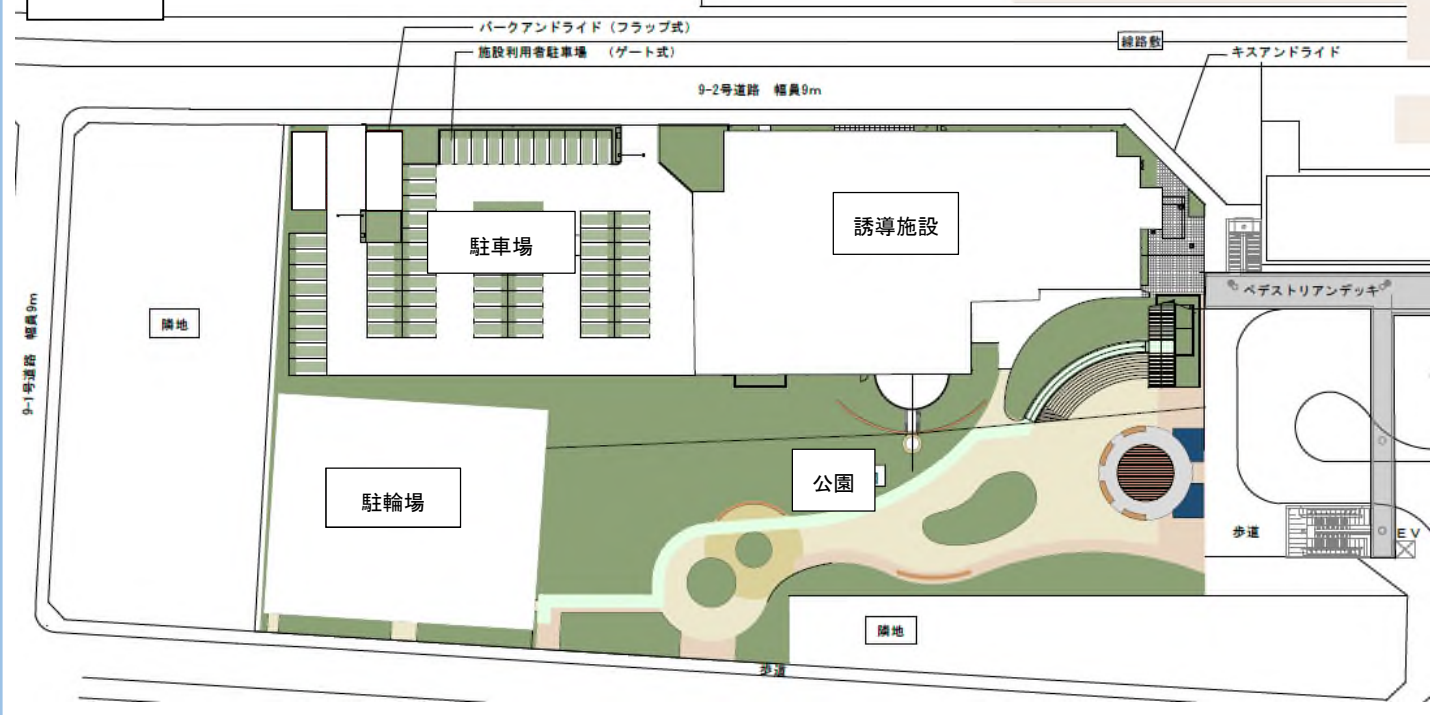 パークアンドライド（フラップ式）
線路敷
施設利用者駐車場　（ゲート式）
キスアンドライド
9-2号道路　幅員9m
誘導施設
駐車場
ペデストリアンデッキ
隣地
9-1号道路　幅員9m
公園
駐輪場
歩道
EV
隣地
歩道